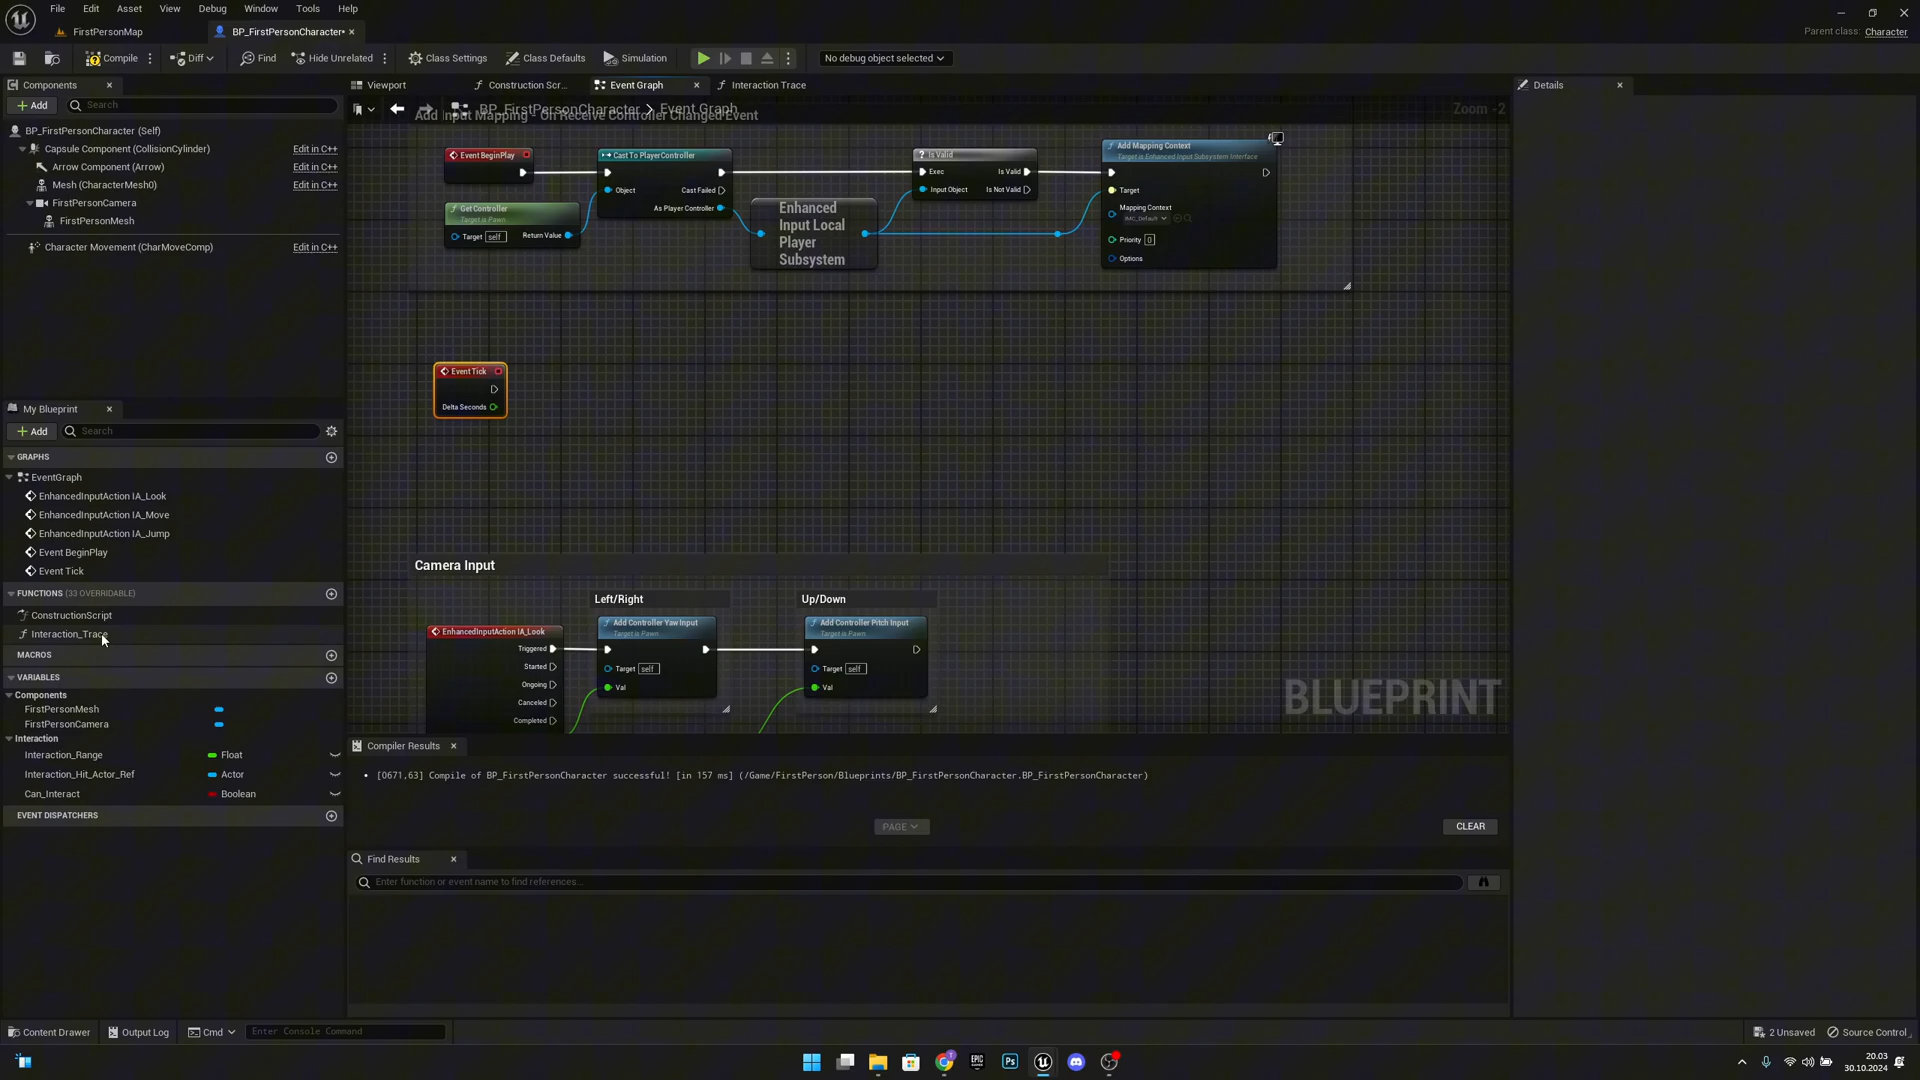 File Edit Asset View Debug Window Tools Help
FirstPersonMap BP_FirstPersonCharacter• Parent class: Character
Compile Diff Find Hide Unrelated Class Settings Class Defaults Simulation No debug object selected
Components Viewport Construction Scr... Event Graph Interaction Trace Details
Add Search
BP_FirstPersonCharacter > Event Graph Zoom -2
Add Input Mapping - On Receive Controller Changed Event
BP_FirstPersonCharacter (Self)
Capsule Component (CollisionCylinder) Edit in C++
Arrow Component (Arrow) Edit in C++
Mesh (CharacterMesh0) Edit in C++
FirstPersonCamera
FirstPersonMesh
Character Movement (CharMoveComp) Edit in C++
Event BeginPlay
Get Controller
Target is Pawn
Target self Return Value
Cast To PlayerController
Object Cast Failed
As Player Controller
Enhanced
Input Local
Player
Subsystem
Is Valid
Exec Is Valid
Input Object Is Not Valid
Add Mapping Context
Target is Enhanced Input Subsystem Interface
Target
Mapping Context
IMC_Default
Priority 0
Options
Event Tick
Delta Seconds
My Blueprint
Add Search
GRAPHS
EventGraph
EnhancedInputAction IA_Look
EnhancedInputAction IA_Move
EnhancedInputAction IA_Jump
Event BeginPlay
Event Tick
FUNCTIONS (33 OVERRIDABLE)
ConstructionScript
Interaction_Trace
MACROS
VARIABLES
Components
FirstPersonMesh
FirstPersonCamera
Interaction
Interaction_Range Float
Interaction_Hit_Actor_Ref Actor
Can_Interact Boolean
EVENT DISPATCHERS
Camera Input
Left/Right Up/Down
EnhancedInputAction IA_Look
Triggered
Started
Ongoing
Canceled
Completed
Add Controller Yaw Input
Target is Pawn
Target self
Val
Add Controller Pitch Input
Target is Pawn
Target self
Val
BLUEPRINT
Compiler Results
[0671,63] Compile of BP_FirstPersonCharacter successful! [in 157 ms] (/Game/FirstPerson/Blueprints/BP_FirstPersonCharacter.BP_FirstPersonCharacter)
PAGE CLEAR
Find Results
Enter function or event name to find references...
Content Drawer Output Log Cmd Enter Console Command 2 Unsaved Source Control
EPIC Ps
20.03
30.10.2024